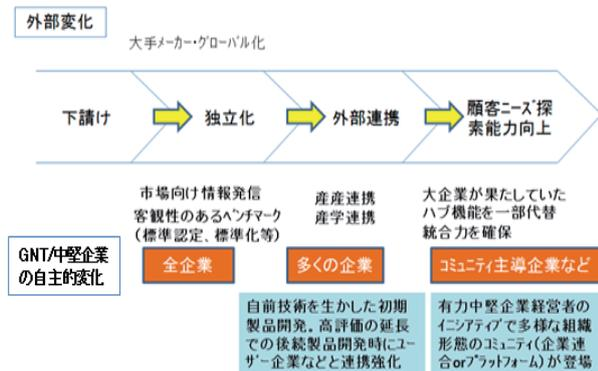 外部変化
大手メーカー・グローバル化
下請け
独立化
外部連携
顧客ニーズ探
索能力向上
市場向け情報発信
客観性のあるベンチマーク
(標準認定、標準化等)
産産連携
産学連携
大企業が果たしていた
ハブ機能を一部代替
統合力を確保
GNT/中堅企業
の自主的変化
全企業
多くの企業
コミュニティ主導企業など
自前技術を生かした初期
製品開発。高評価の延長
での後続製品開発時にユー
ザー企業などと連携強化
有力中堅企業経営者の
イニシアティブで多様な組織
形態のコミュニティ(企業連
合orプラットフォーム)が登場